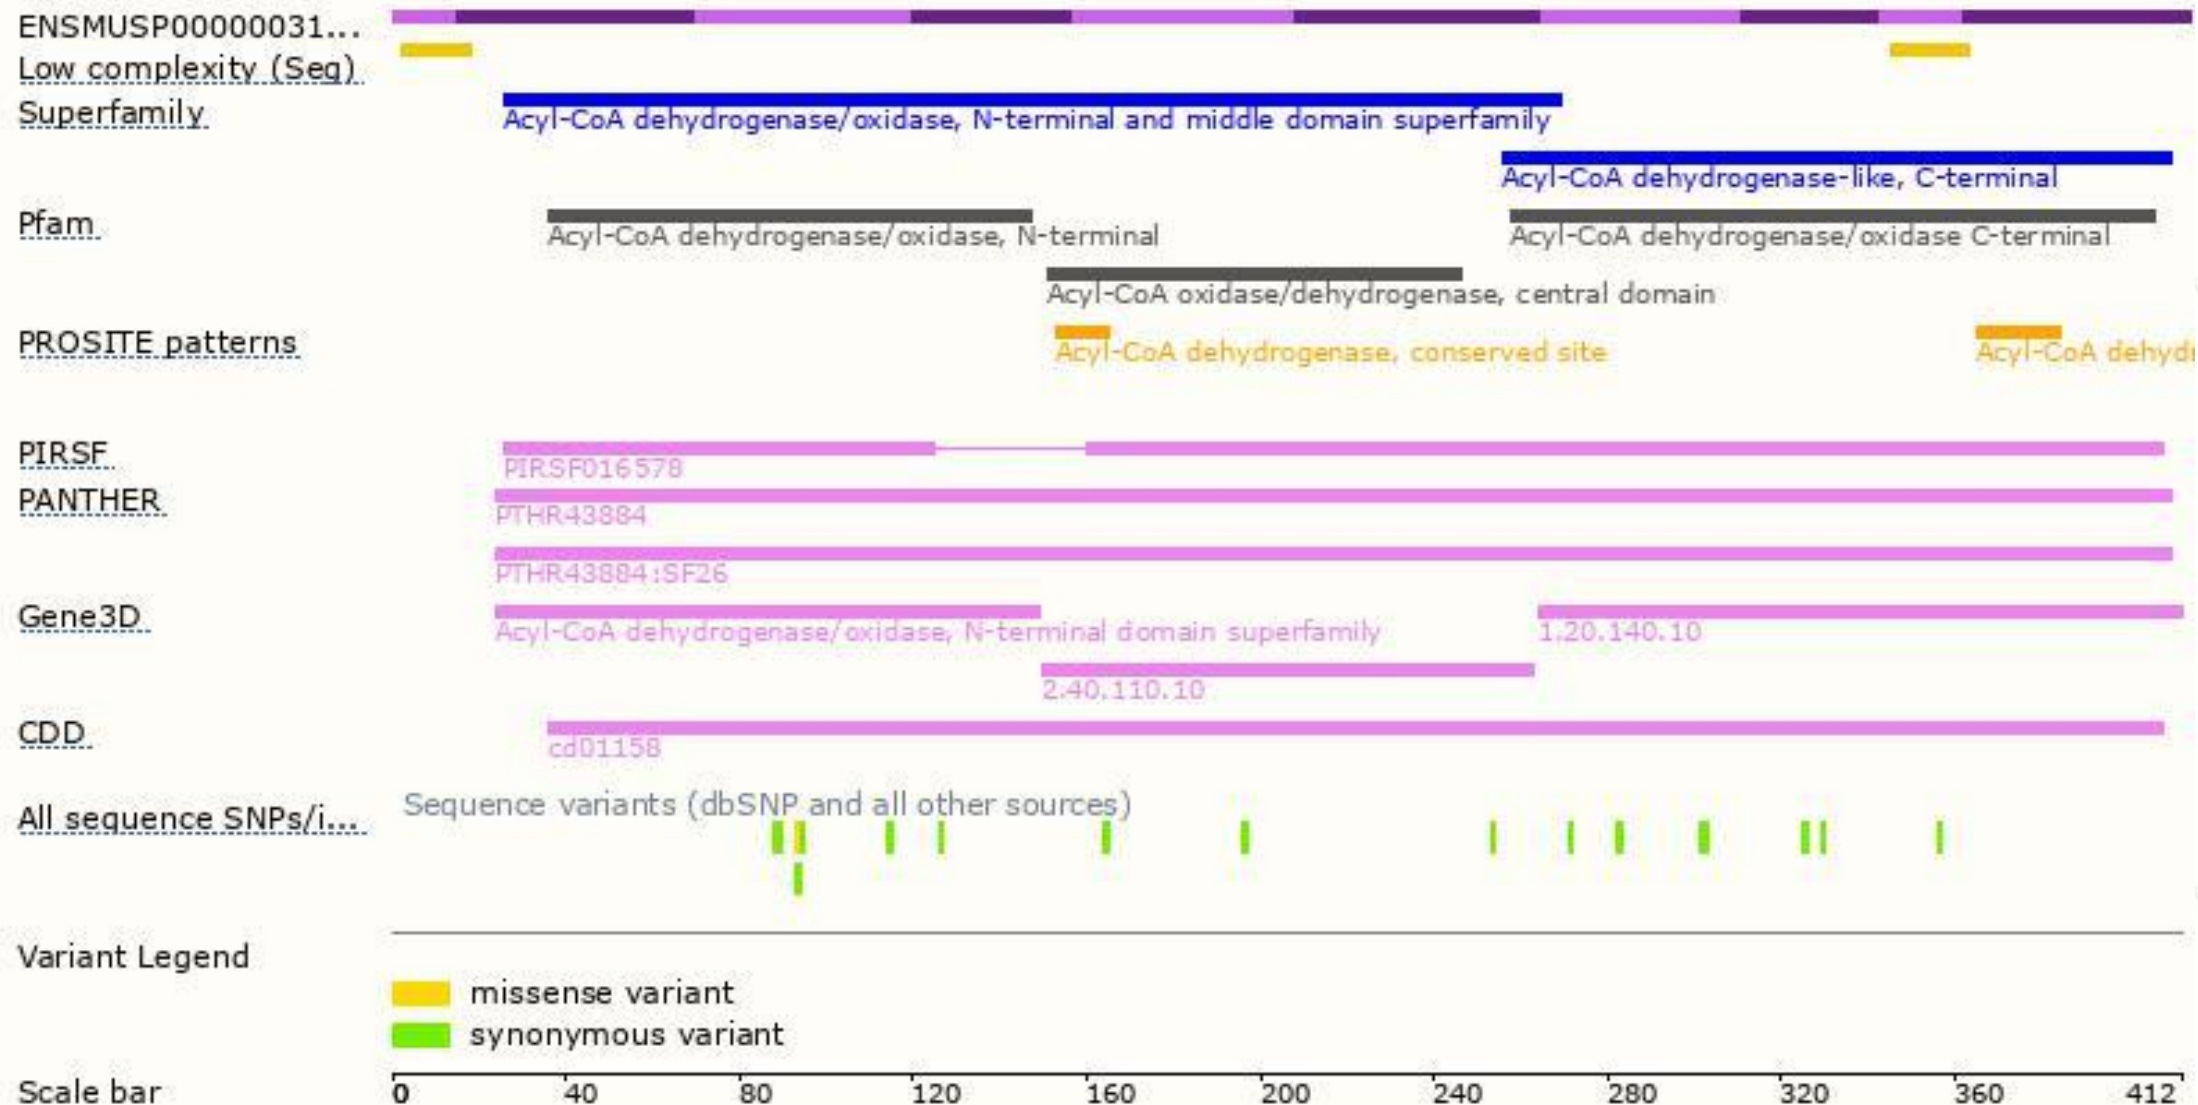 ENSMUSP00000031...
Low complexity (Seg)
Superfamily
Acyl-CoA dehydrogenase/oxidase, N-terminal and middle domain superfamily
Acyl-CoA dehydrogenase-like, C-terminal
Pfam
Acyl-CoA dehydrogenase/oxidase, N-terminal
Acyl-CoA dehydrogenase/oxidase C-terminal
Acyl-CoA oxidase/dehydrogenase, central domain
PROSITE patterns
Acyl-CoA dehydrogenase, conserved site
Acyl-CoA dehydr
PIRSF
PIRSF016578
PANTHER
PTHR43884
PTHR43884:SF26
Gene3D
Acyl-CoA dehydrogenase/oxidase, N-terminal domain superfamily
1.20.140.10
2.40.110.10
CDD
cd01158
All sequence SNPs/i...
Sequence variants (dbSNP and all other sources)
Variant Legend
missense variant
synonymous variant
Scale bar 0 40 80 120 160 200 240 280 320 360 412